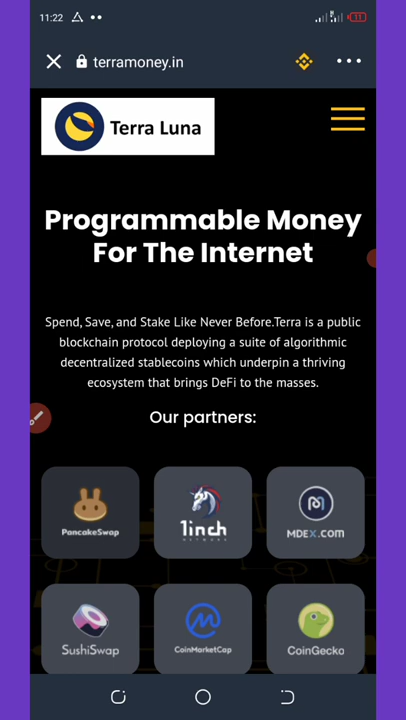 11:22
11
terramoney.in
Terra Luna
Programmable Money
For The Internet
Spend, Save, and Stake Like Never Before.Terra is a public
blockchain protocol deploying a suite of algorithmic
decentralized stablecoins which underpin a thriving
ecosystem that brings DeFi to the masses.
Our partners:
PancakeSwap
1inch
NETWORK
MDEX.COM
SushiSwap
CoinMarketCap
CoinGecko